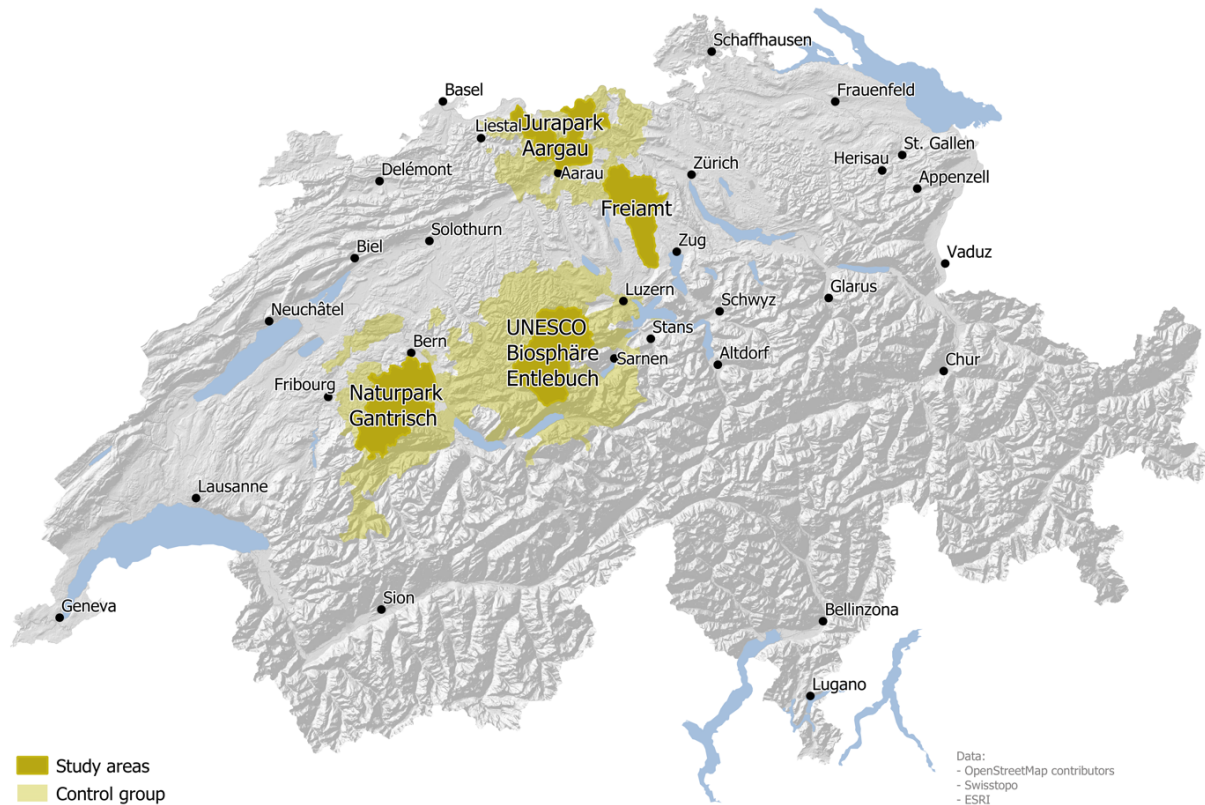 Schaffhausen
Basel
Frauenfeld
Liestal
Jurapark
Aargau
St. Gallen
Herisau
Delémont
Aarau
Zürich
Appenzell
Freiamt
Solothurn
Zug
Biel
Vaduz
Luzern
Glarus
Schwyz
Neuchâtel
UNESCO
Biosphäre
Entlebuch
Stans
Bern
Sarnen
Altdorf
Chur
Fribourg
Naturpark
Gantrisch
Lausanne
Sion
Geneva
Bellinzona
Lugano
Study areas
Control group
Data:
- OpenStreetMap contributors
- Swisstopo
- ESRI